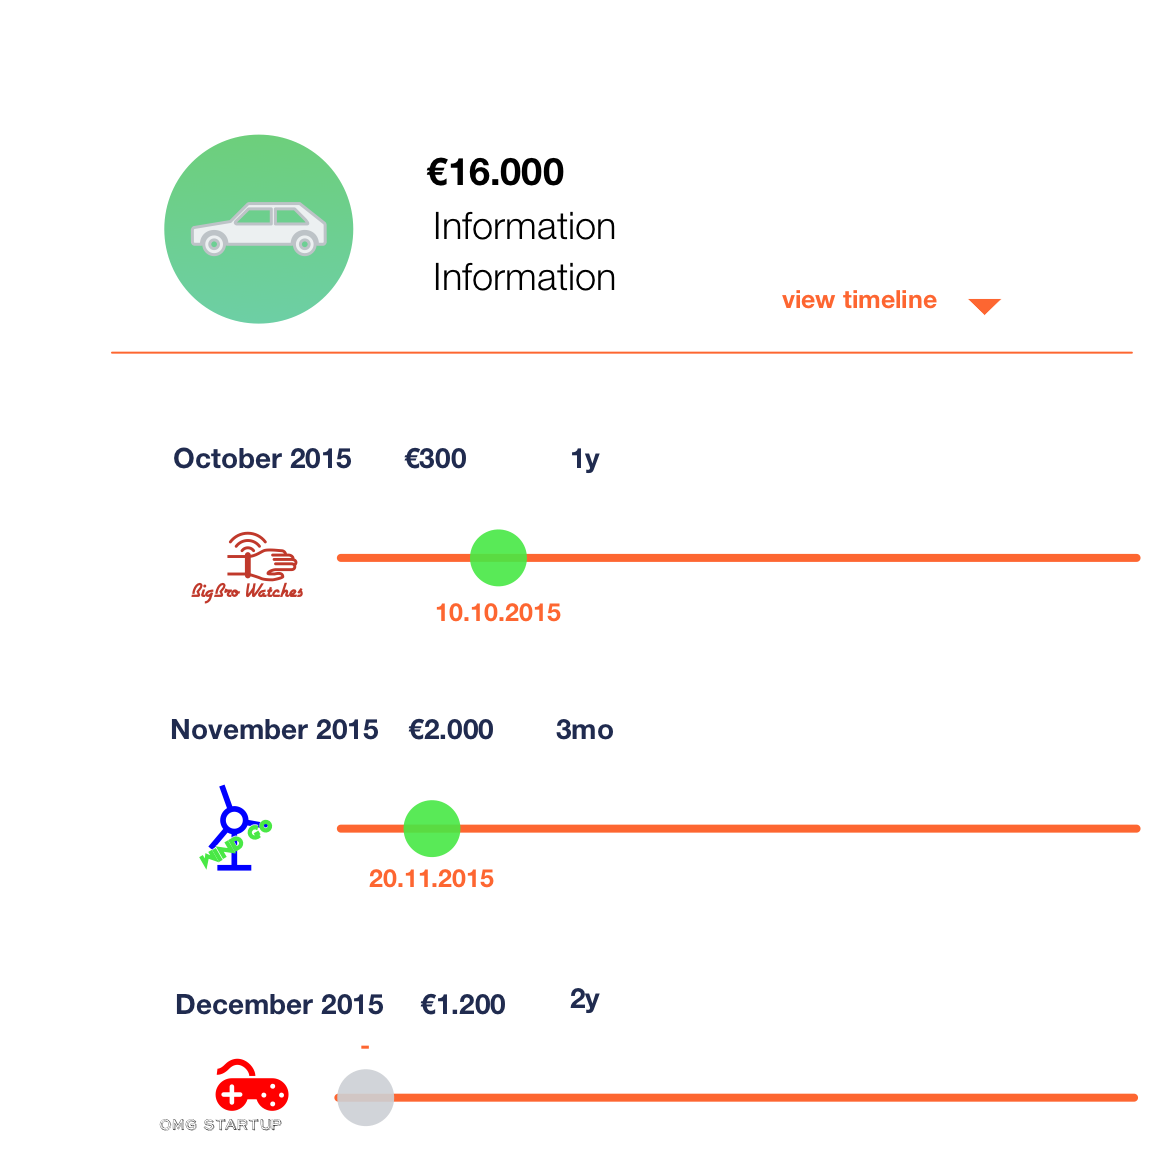 €16.000
Information
Information
view timeline
October 2015 €300 1y
BigBro Watches
10.10.2015
November 2015 €2.000 3mo
WIND GO
20.11.2015
December 2015 €1.200 2y
-
OMG STARTUP